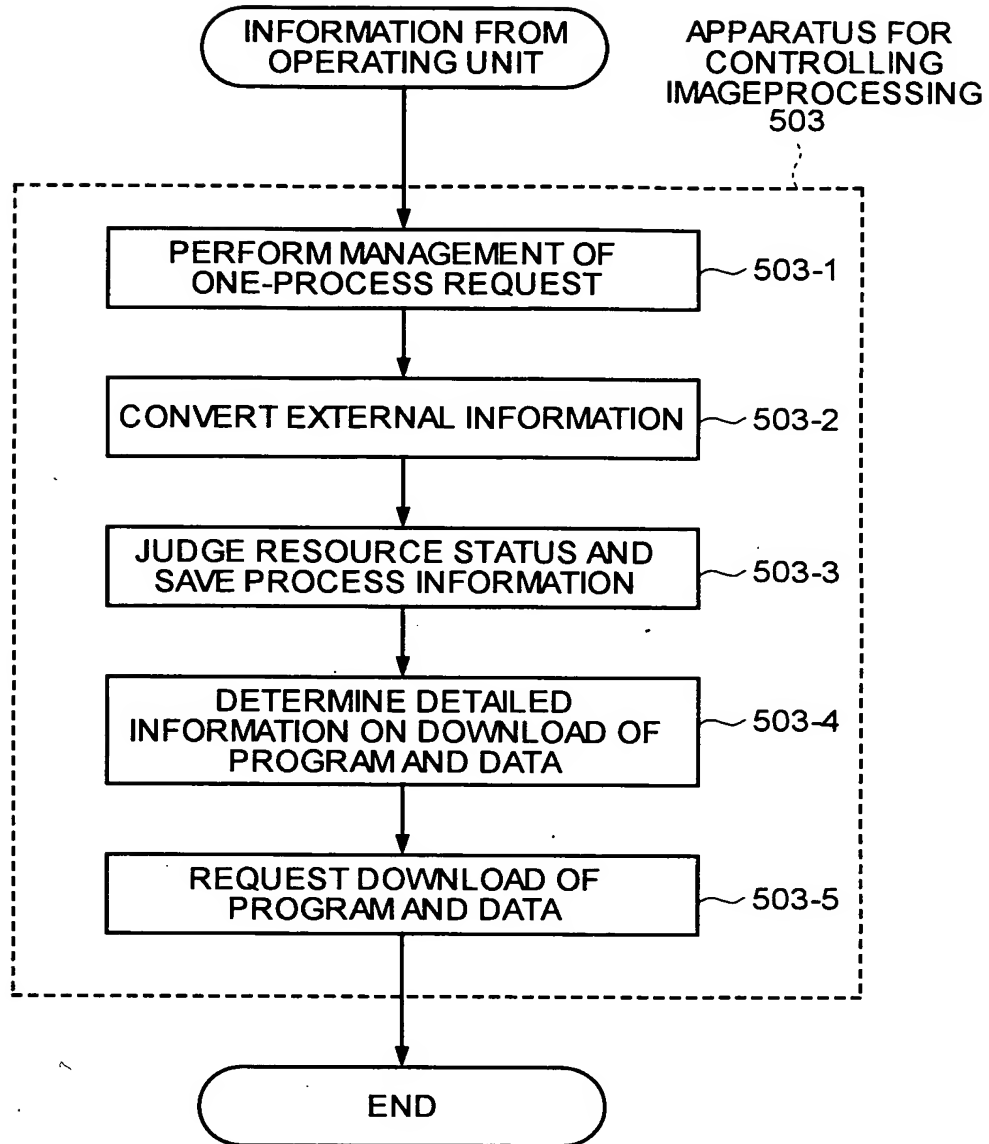 INFORMATION FROM
OPERATING UNIT
APPARATUS FOR
CONTROLLING
IMAGEPROCESSING
503
PERFORM MANAGEMENT OF
ONE-PROCESS REQUEST
503-1
CONVERT EXTERNAL INFORMATION
503-2
JUDGE RESOURCE STATUS AND
SAVE PROCESS INFORMATION
503-3
DETERMINE DETAILED
INFORMATION ON DOWNLOAD OF
PROGRAM AND DATA
503-4
REQUEST DOWNLOAD OF
PROGRAM AND DATA
503-5
END